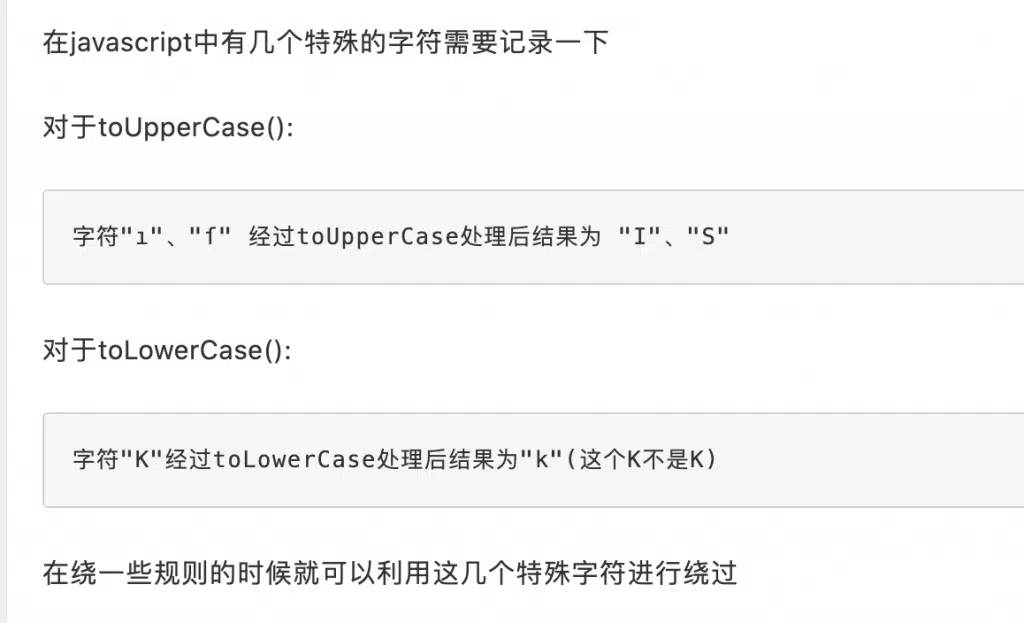 在javascript中有几个特殊的字符需要记录一下
对于toUpperCase():
字符"ı"、"ſ" 经过toUpperCase处理后结果为 "I"、"S"
对于toLowerCase():
字符"K"经过toLowerCase处理后结果为"k"(这个K不是K)
在绕一些规则的时候就可以利用这几个特殊字符进行绕过